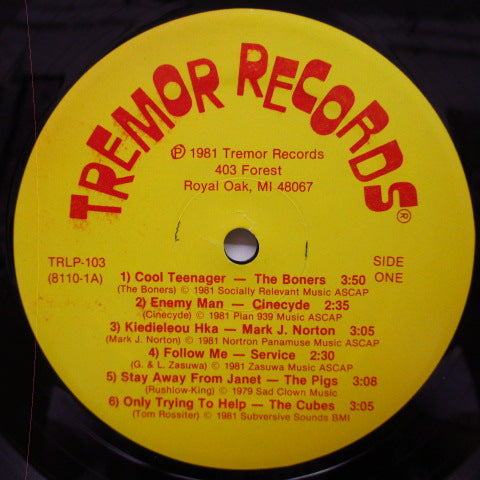 TREMOR RECORDS®
℗ 1981 Tremor Records
403 Forest
Royal Oak, MI 48067
TRLP-103
(8110-1A)
SIDE
ONE
1) Cool Teenager — The Boners 3:50
(The Boners) © 1981 Socially Relevant Music ASCAP
2) Enemy Man — Cinecyde 2:35
(Cinecyde) © 1981 Plan 939 Music ASCAP
3) Kiedieleou Hka — Mark J. Norton 3:05
(Mark J. Norton) © 1981 Nortron Panamuse Music ASCAP
4) Follow Me — Service 2:30
(G. & L. Zasuwa) © 1981 Zasuwa Music ASCAP
5) Stay Away From Janet — The Pigs 3:08
(Rushlow-King) © 1979 Sad Clown Music
6) Only Trying To Help — The Cubes 3:05
(Tom Rossiter) © 1981 Subversive Sounds BMI